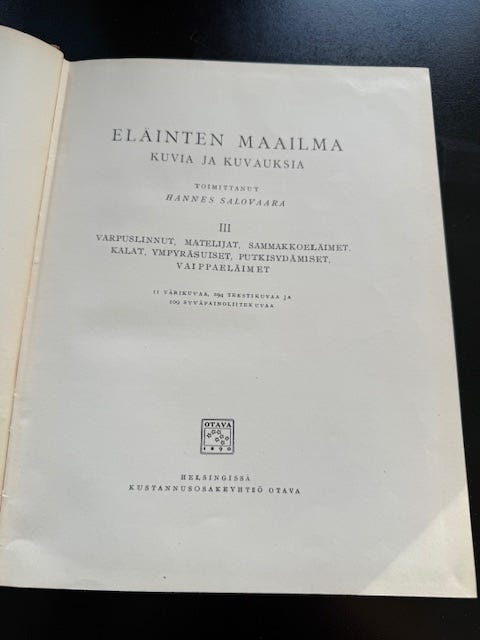 ELÄINTEN MAAILMA
KUVIA JA KUVAUKSIA
TOIMITTANUT
HANNES SALOVAARA
III
VARPUSLINNUT, MATELIJAT, SAMMAKKOELÄIMET,
KALAT, YMPYRÄSUISET, PUTKISYDÄMISET,
VAIPPAELÄIMET
11 VÄRIKUVAA, 294 TEKSTIKUVAA JA
109 SYVÄPAINOLIITEKUVAA
OTAVA
1890
HELSINGISSÄ
KUSTANNUSOSAKEYHTIÖ OTAVA